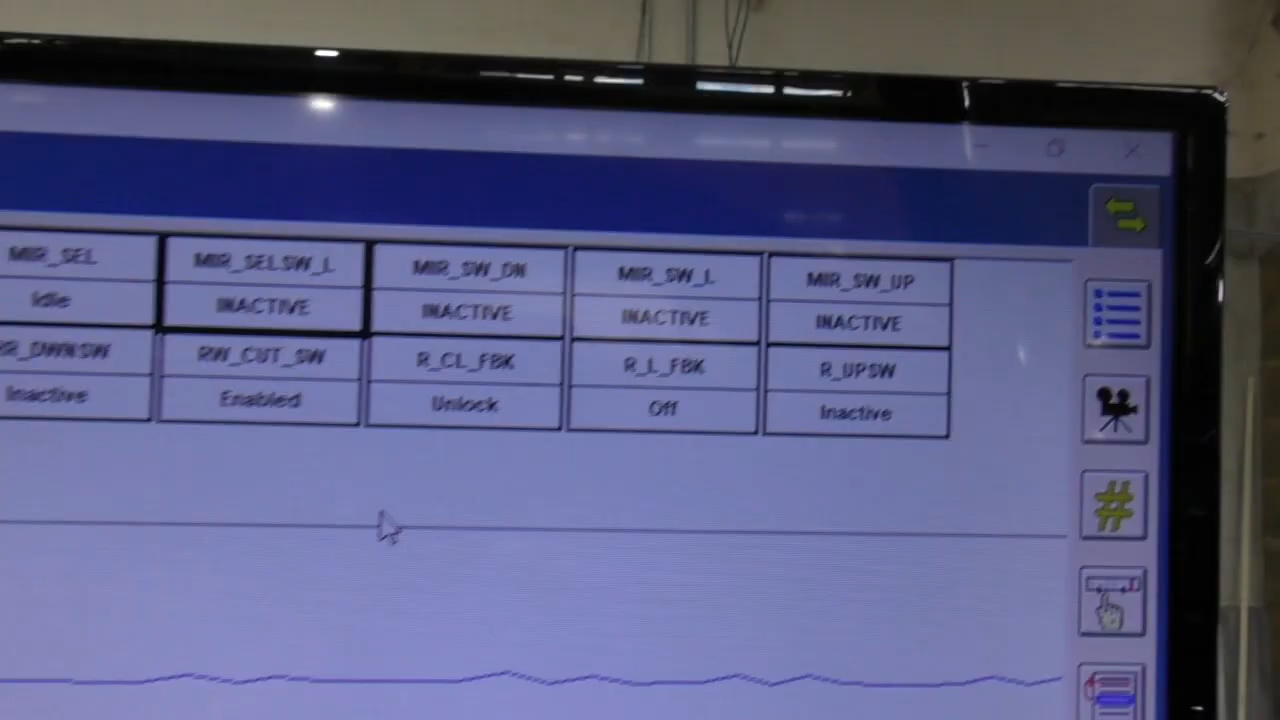 MIR_SEL MIR_SELSW_L MIR_SW_DN MIR_SW_L MIR_SW_UP
Idle INACTIVE INACTIVE INACTIVE INACTIVE
RW_CUT_SW R_CL_FBK R_L_FBK R_UPSW
Inactive Enabled Unlock Off Inactive
#